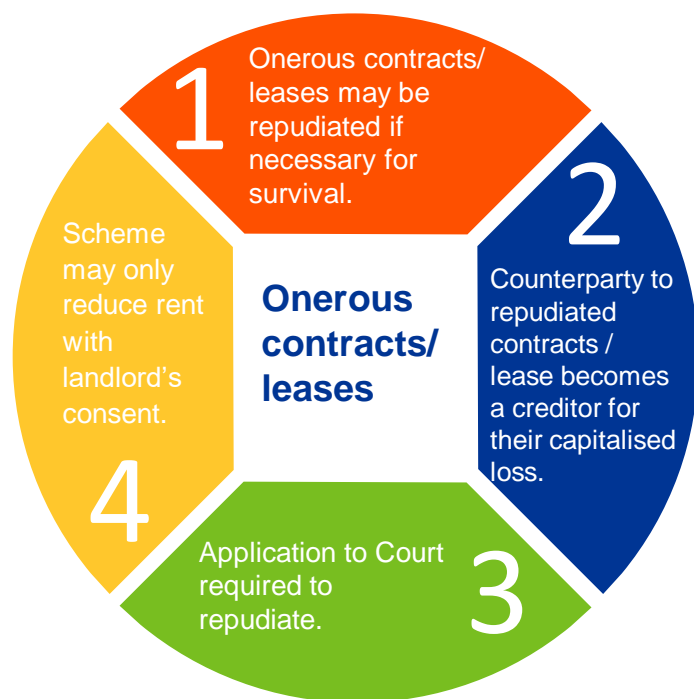 1
Onerous contracts/
leases may be
repudiated if
necessary for
survival.
2
Counterparty to
repudiated
contracts /
lease becomes
a creditor for
their capitalised
loss.
Onerous
contracts/
leases
Application to Court
required to
repudiate.
3
Scheme
may only
reduce rent
with
landlord’s
consent.
4